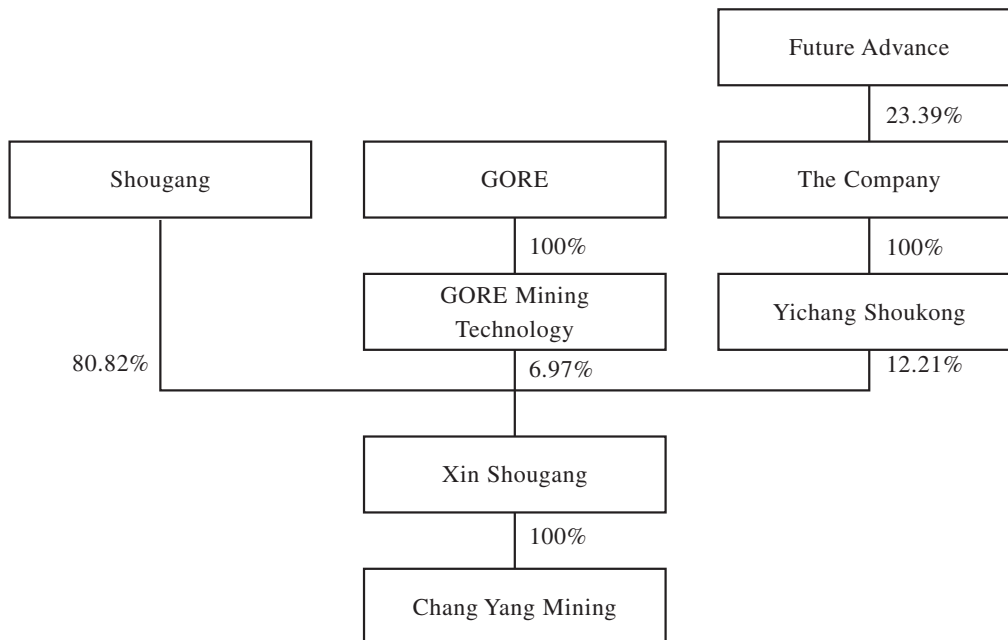 Future Advance
23.39%
Shougang
GORE
The Company
100%
100%
GORE Mining
Technology
Yichang Shoukong
80.82%
6.97%
12.21%
Xin Shougang
100%
Chang Yang Mining